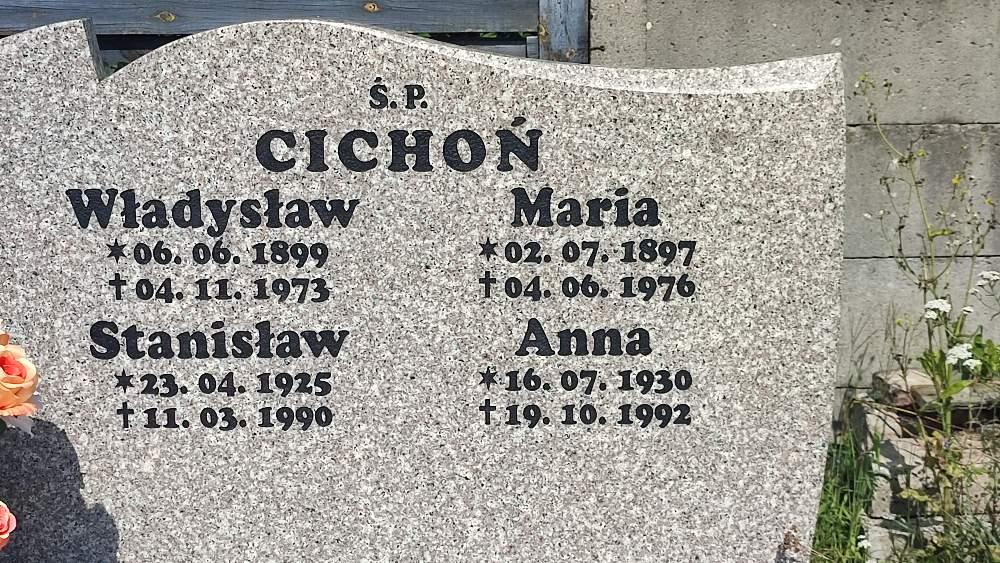 Ś. P.
CICHOŃ
Władysław Maria
*06. 06. 1899 *02. 07. 1897
†04. 11. 1973 †04. 06. 1976
Stanisław Anna
*23. 04. 1925 *16. 07. 1930
†11. 03. 1990 †19. 10. 1992